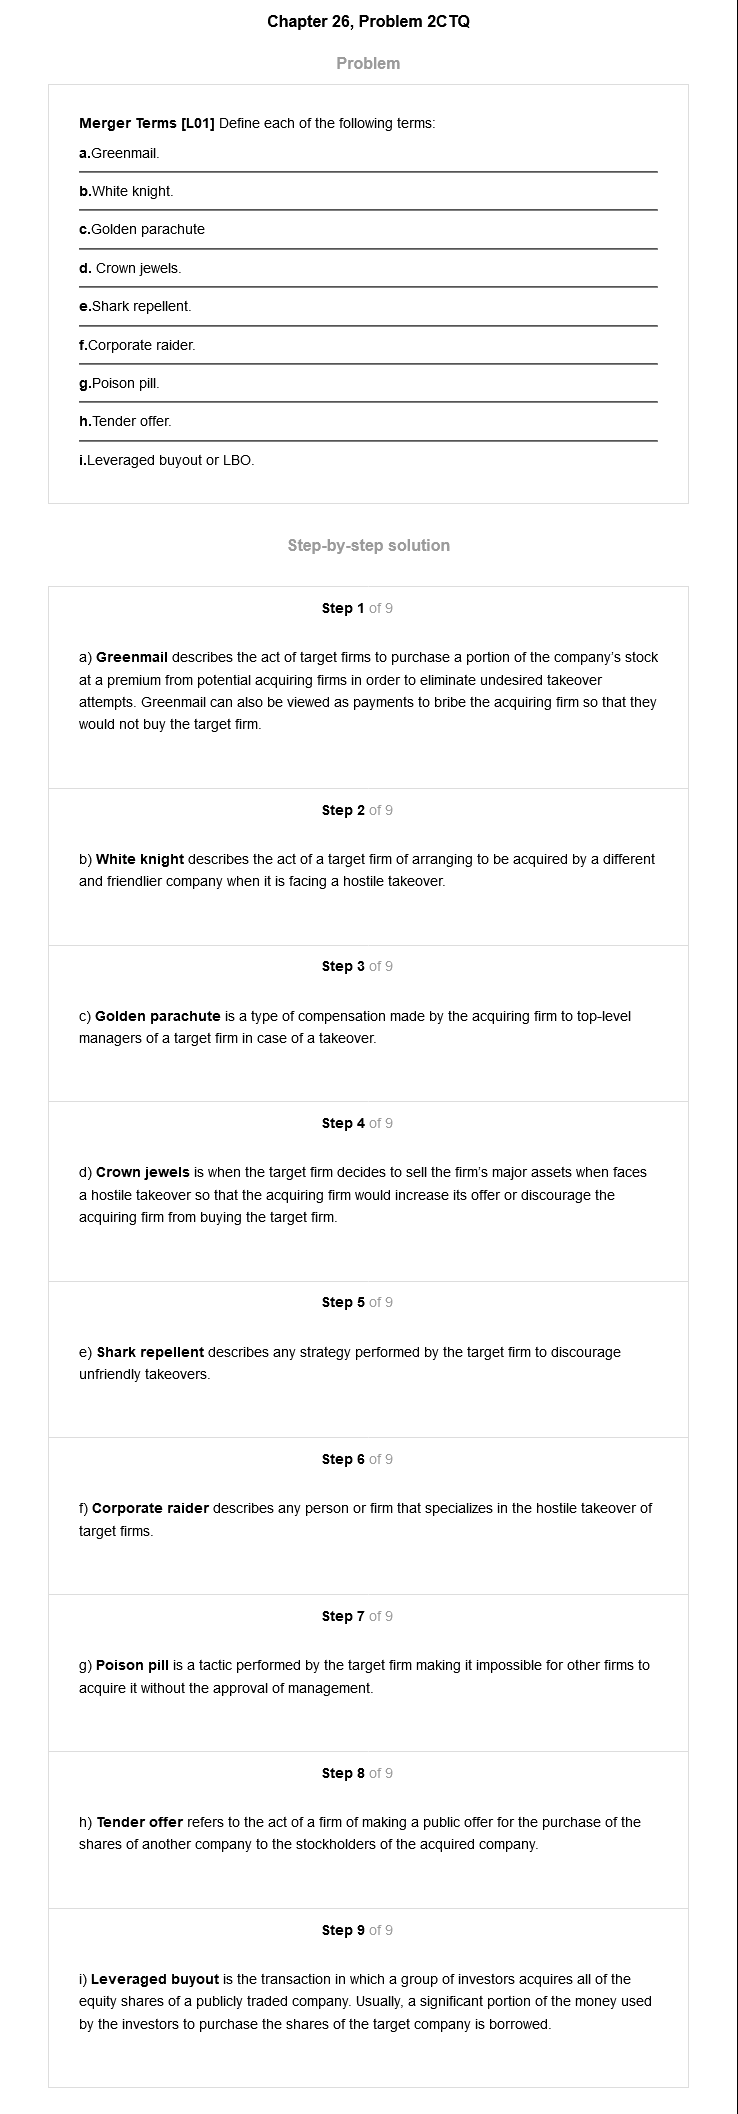 Chapter 26, Problem 2CTQ
Problem
Merger Terms [L01] Define each of the following terms:
a.Greenmail.
b.White knight.
c.Golden parachute
d. Crown jewels.
e.Shark repellent.
f.Corporate raider.
g.Poison pill.
h.Tender offer.
i.Leveraged buyout or LBO.
Step-by-step solution
Step 1 of 9
a) Greenmail describes the act of target firms to purchase a portion of the company's stock
at a premium from potential acquiring firms in order to eliminate undesired takeover
attempts. Greenmail can also be viewed as payments to bribe the acquiring firm so that they
would not buy the target firm.
Step 2 of 9
b) White knight describes the act of a target firm of arranging to be acquired by a different
and friendlier company when it is facing a hostile takeover.
Step 3 of 9
c) Golden parachute is a type of compensation made by the acquiring firm to top-level
managers of a target firm in case of a takeover.
Step 4 of 9
d) Crown jewels is when the target firm decides to sell the firm's major assets when faces
a hostile takeover so that the acquiring firm would increase its offer or discourage the
acquiring firm from buying the target firm.
Step 5 of 9
e) Shark repellent describes any strategy performed by the target firm to discourage
unfriendly takeovers.
Step 6 of 9
f) Corporate raider describes any person or firm that specializes in the hostile takeover of
target firms.
Step 7 of 9
g) Poison pill is a tactic performed by the target firm making it impossible for other firms to
acquire it without the approval of management.
Step 8 of 9
h) Tender offer refers to the act of a firm of making a public offer for the purchase of the
shares of another company to the stockholders of the acquired company.
Step 9 of 9
i) Leveraged buyout is the transaction in which a group of investors acquires all of the
equity shares of a publicly traded company. Usually, a significant portion of the money used
by the investors to purchase the shares of the target company is borrowed.